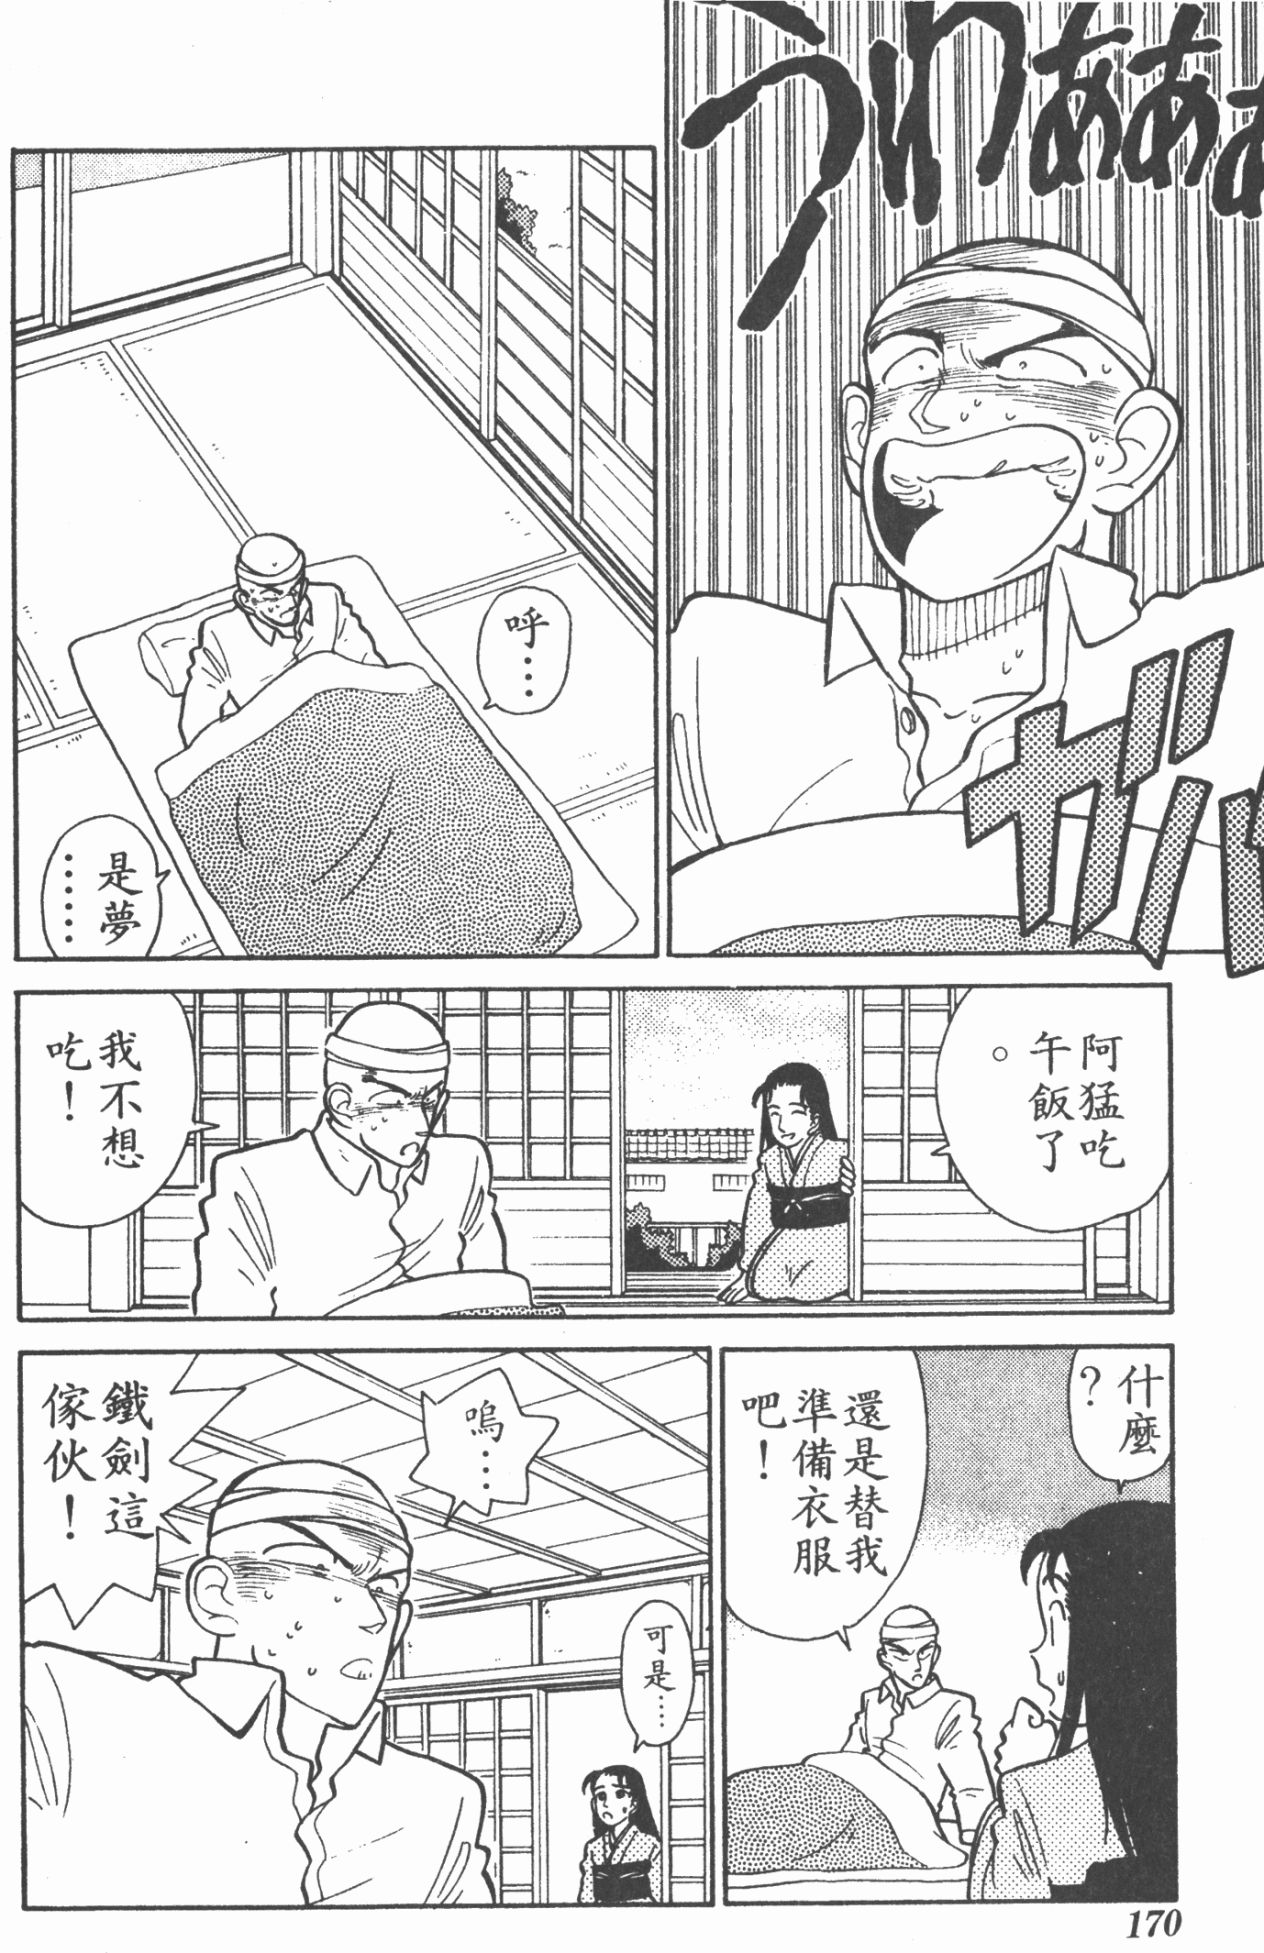 うわあああ
ガバ
呼……
是夢
……
阿猛吃
午飯了
。
我不想
吃！
什麼
？
還是替我
準備衣服
吧！
嗚…
可是…
鐵劍這
傢伙！
170